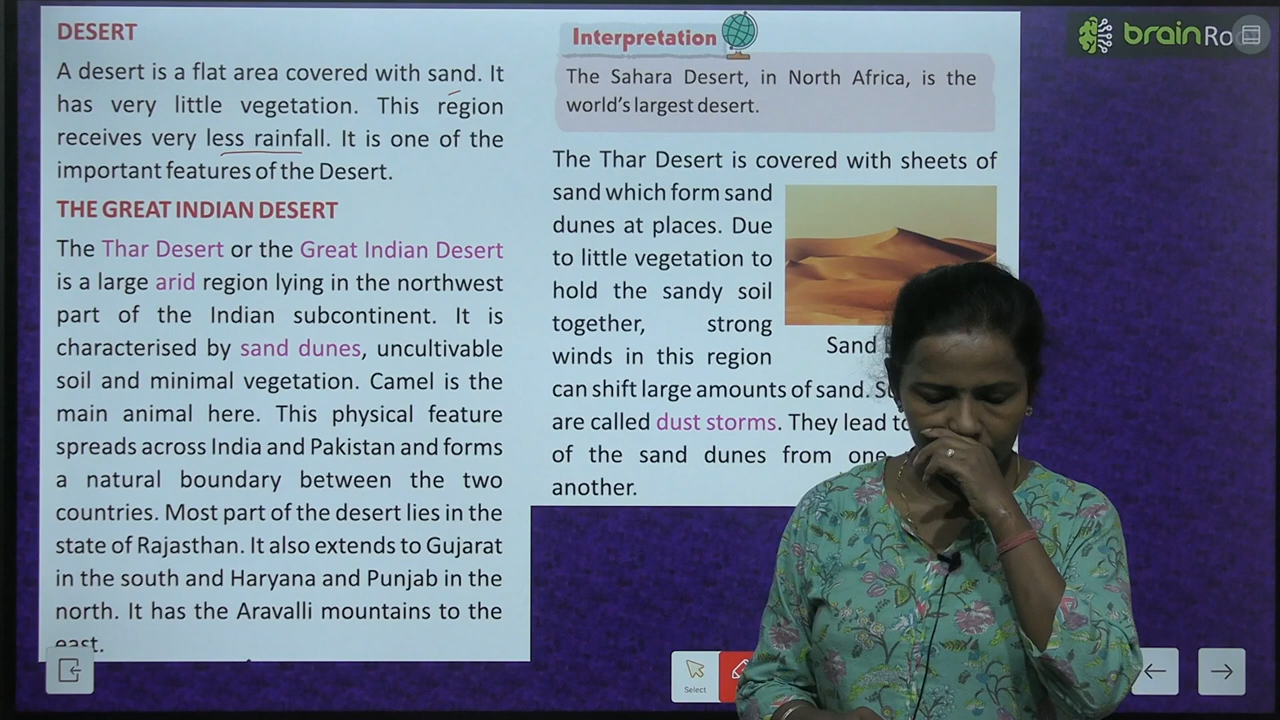 DESERT
A desert is a flat area covered with sand. It
has very little vegetation. This region
receives very less rainfall. It is one of the
important features of the Desert.
THE GREAT INDIAN DESERT
The Thar Desert or the Great Indian Desert
is a large arid region lying in the northwest
part of the Indian subcontinent. It is
characterised by sand dunes, uncultivable
soil and minimal vegetation. Camel is the
main animal here. This physical feature
spreads across India and Pakistan and forms
a natural boundary between the two
countries. Most part of the desert lies in the
state of Rajasthan. It also extends to Gujarat
in the south and Haryana and Punjab in the
north. It has the Aravalli mountains to the
east.
Interpretation
The Sahara Desert, in North Africa, is the
world's largest desert.
The Thar Desert is covered with sheets of
sand which form sand
dunes at places. Due
to little vegetation to
hold the sandy soil
together, strong
winds in this region
can shift large amounts of sand.
are called dust storms. They lead
of the sand dunes from one
another.
Sand
brain Ro
Select